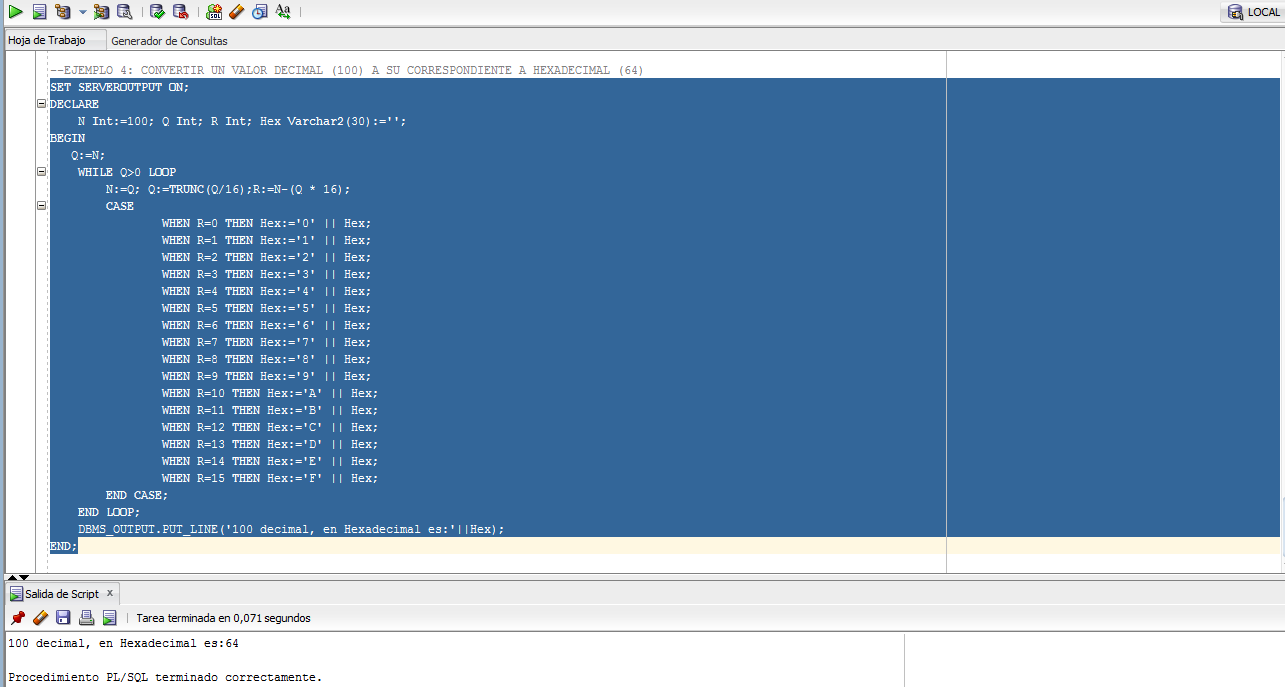 LOCAL
Hoja de Trabajo Generador de Consultas
--EJEMPLO 4: CONVERTIR UN VALOR DECIMAL (100) A SU CORRESPONDIENTE A HEXADECIMAL (64)
SET SERVEROUTPUT ON;
DECLARE
N Int:=100; Q Int; R Int; Hex Varchar2(30):='';
BEGIN
Q:=N;
WHILE Q>0 LOOP
N:=Q; Q:=TRUNC(Q/16);R:=N-(Q * 16);
CASE
WHEN R=0 THEN Hex:='0' || Hex;
WHEN R=1 THEN Hex:='1' || Hex;
WHEN R=2 THEN Hex:='2' || Hex;
WHEN R=3 THEN Hex:='3' || Hex;
WHEN R=4 THEN Hex:='4' || Hex;
WHEN R=5 THEN Hex:='5' || Hex;
WHEN R=6 THEN Hex:='6' || Hex;
WHEN R=7 THEN Hex:='7' || Hex;
WHEN R=8 THEN Hex:='8' || Hex;
WHEN R=9 THEN Hex:='9' || Hex;
WHEN R=10 THEN Hex:='A' || Hex;
WHEN R=11 THEN Hex:='B' || Hex;
WHEN R=12 THEN Hex:='C' || Hex;
WHEN R=13 THEN Hex:='D' || Hex;
WHEN R=14 THEN Hex:='E' || Hex;
WHEN R=15 THEN Hex:='F' || Hex;
END CASE;
END LOOP;
DBMS_OUTPUT.PUT_LINE('100 decimal, en Hexadecimal es:'||Hex);
END;
Salida de Script x
Tarea terminada en 0,071 segundos
100 decimal, en Hexadecimal es:64
Procedimiento PL/SQL terminado correctamente.